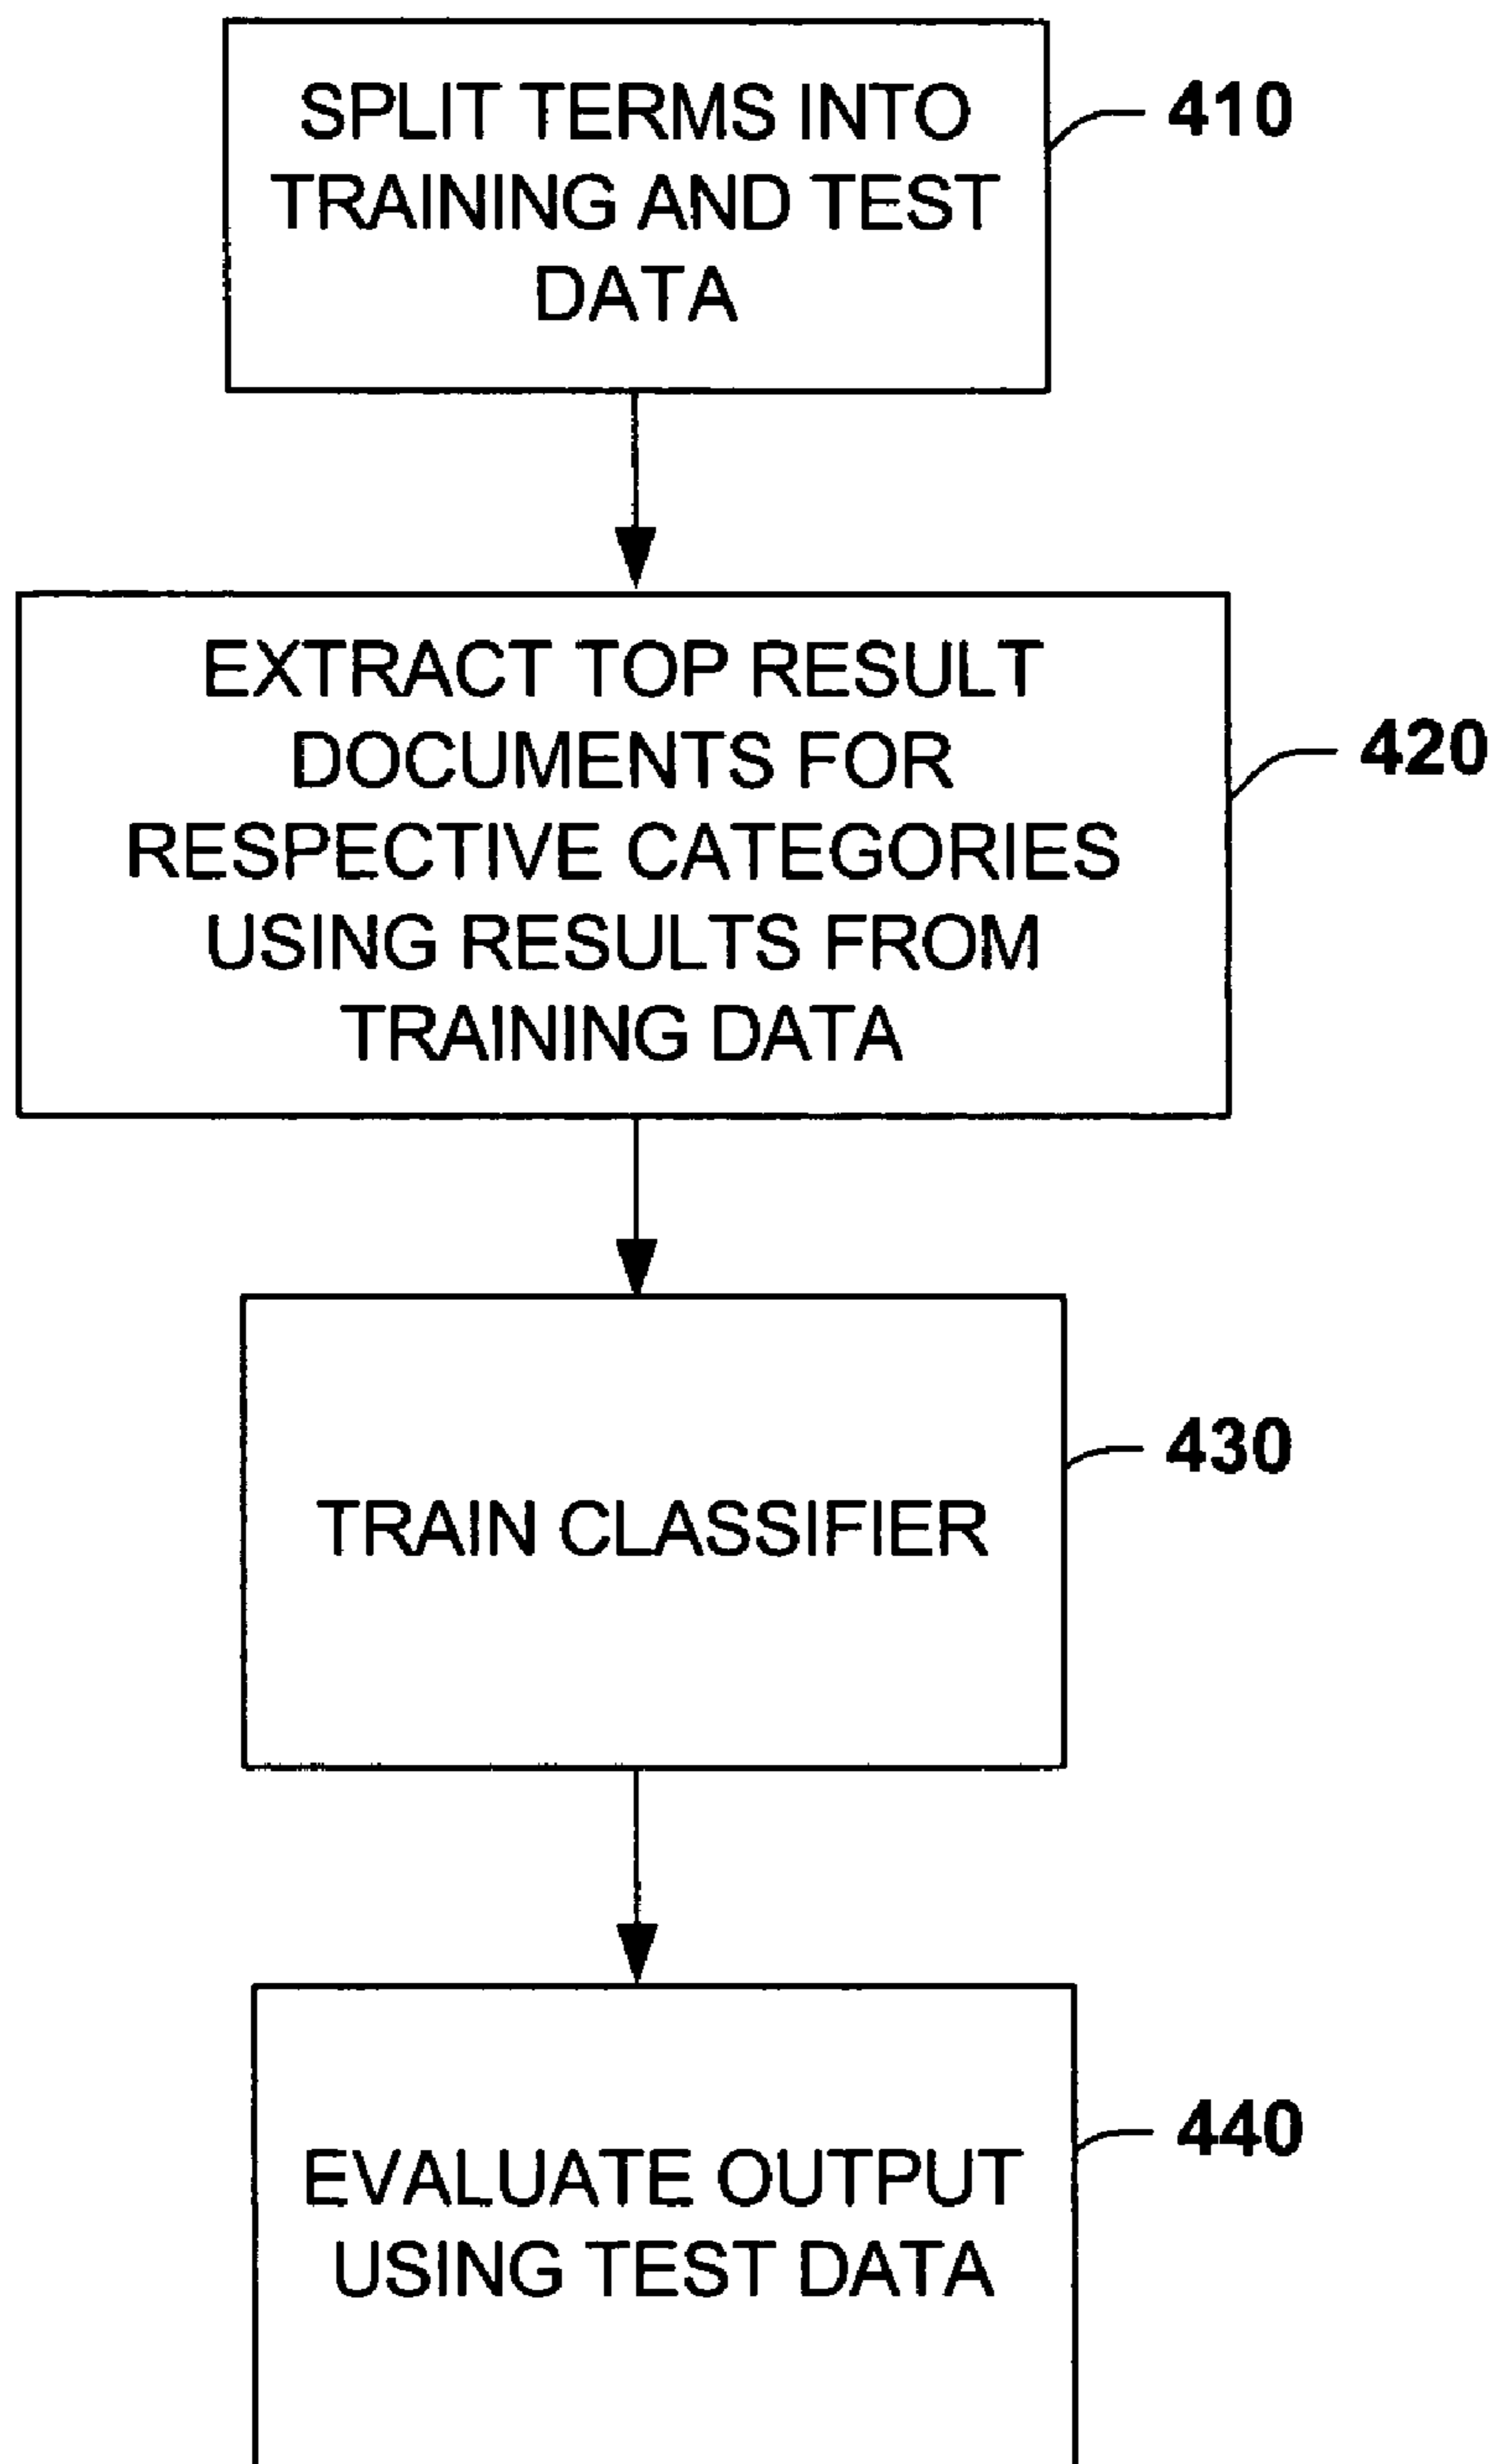 SPLIT TERMS INTO
TRAINING AND TEST
DATA
410
EXTRACT TOP RESULT
DOCUMENTS FOR
RESPECTIVE CATEGORIES
USING RESULTS FROM
TRAINING DATA
420
TRAIN CLASSIFIER
430
EVALUATE OUTPUT
USING TEST DATA
440